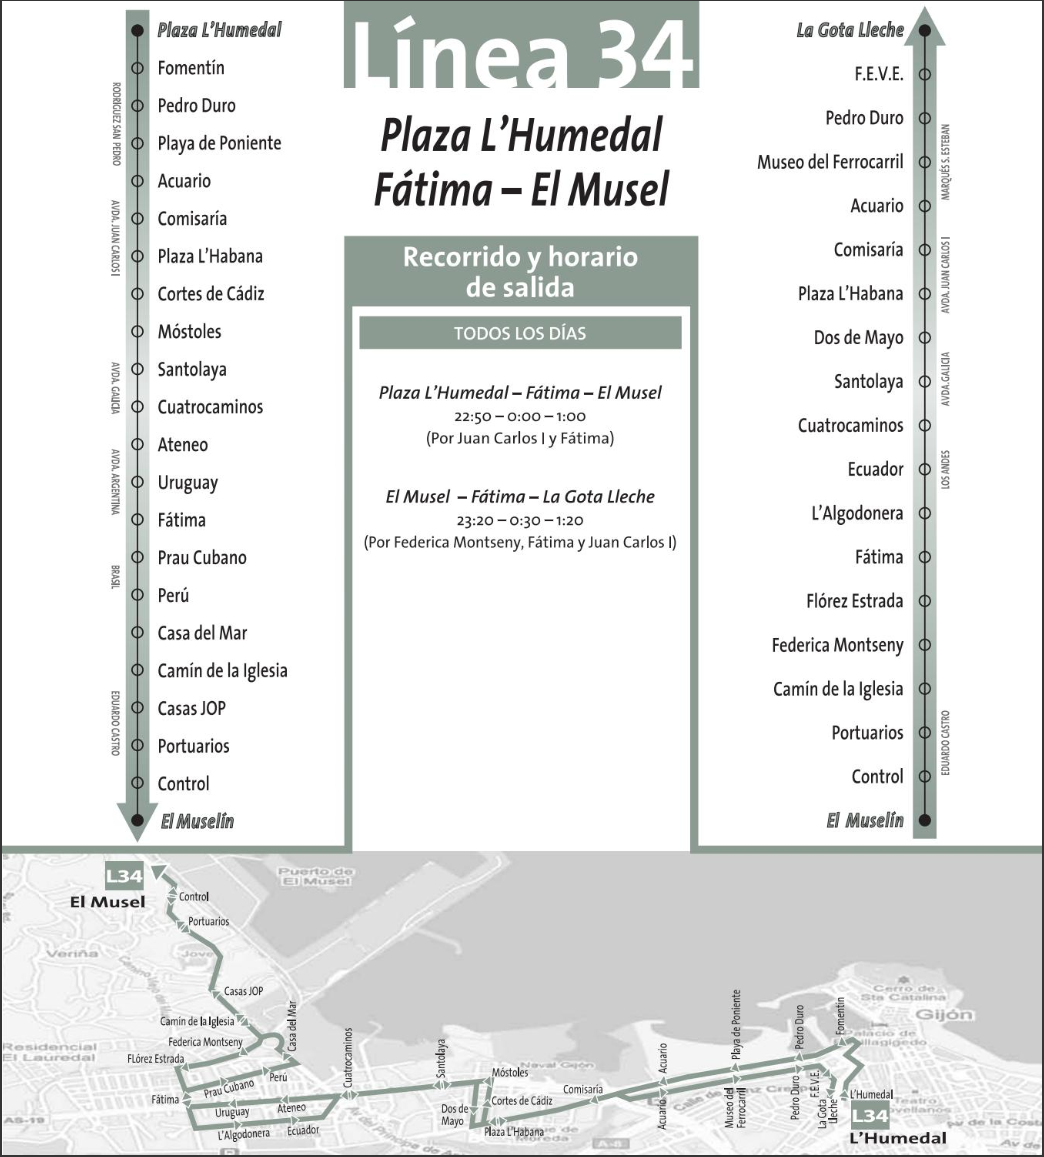 Plaza L'Humedal
Fomentín
Pedro Duro
Playa de Poniente
Acuario
Comisaría
Plaza L'Habana
Cortes de Cádiz
Móstoles
Santolaya
Cuatrocaminos
Ateneo
Uruguay
Fátima
Prau Cubano
Perú
Casa del Mar
Camín de la Iglesia
Casas JOP
Portuarios
Control
El Muselín
RODRÍGUEZ SAN PEDRO
AVDA. JUAN CARLOS I
AVDA. GALICIA
AVDA. ARGENTINA
BRASIL
EDUARDO CASTRO
Línea 34
Plaza L'Humedal
Fátima – El Musel
Recorrido y horario
de salida
TODOS LOS DÍAS
Plaza L'Humedal – Fátima – El Musel
22:50 – 0:00 – 1:00
(Por Juan Carlos I y Fátima)
El Musel – Fátima – La Gota Lleche
23:20 – 0:30 – 1:20
(Por Federica Montseny, Fátima y Juan Carlos I)
La Gota Lleche
F.E.V.E.
Pedro Duro
Museo del Ferrocarril
Acuario
Comisaría
Plaza L'Habana
Dos de Mayo
Santolaya
Cuatrocaminos
Ecuador
L'Algodonera
Fátima
Flórez Estrada
Federica Montseny
Camín de la Iglesia
Portuarios
Control
El Muselín
MARQUÉS S. ESTEBAN
AVDA. JUAN CARLOS I
AVDA.GALICIA
LOS ANDES
EDUARDO CASTRO
L34
El Musel
Control
Portuarios
Puerto de
El Musel
Veriña
Jove
Casas JOP
Camín de la Iglesia
Casa del Mar
Federica Montseny
FLórez Estrada
Residencial
El Lauredal
Perú
Prau Cubano
Fátima
Uruguay
Ateneo
L'Algodonera
Ecuador
AS-19
Cuatrocaminos
Santolaya
Móstoles
Naval Gijón
Cortes de Cádiz
Dos de
Mayo
Plaza L'Habana
Comisaría
A-8
Acuario
Acuario
Playa de Poniente
Museo del
Ferrocarril
Pedro Duro
Pedro Duro
F.E.V.E.
La Gota
Lleche
Fomentín
Cerro de
Sta Catalina
Gijón
Palacio de
L'Humedal
L34
L'Humedal